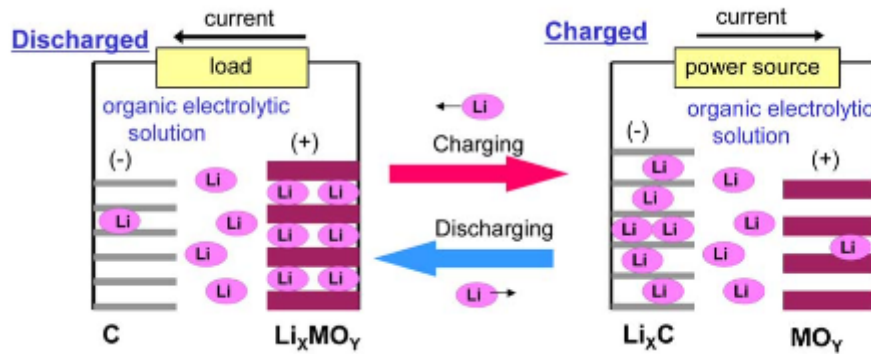 current
Discharged
load
organic electrolytic
solution
(-)
(+)
Li
Li
Li
Li
Li
Li
Li
Li
Li
Li
Li
Li
C
LiXMOY
Li
Charging
Discharging
Li
current
Charged
power source
organic electrolytic
solution
(-)
(+)
Li
Li
Li
Li
Li
Li
Li
Li
Li
Li
Li
Li
LiXC
MOY